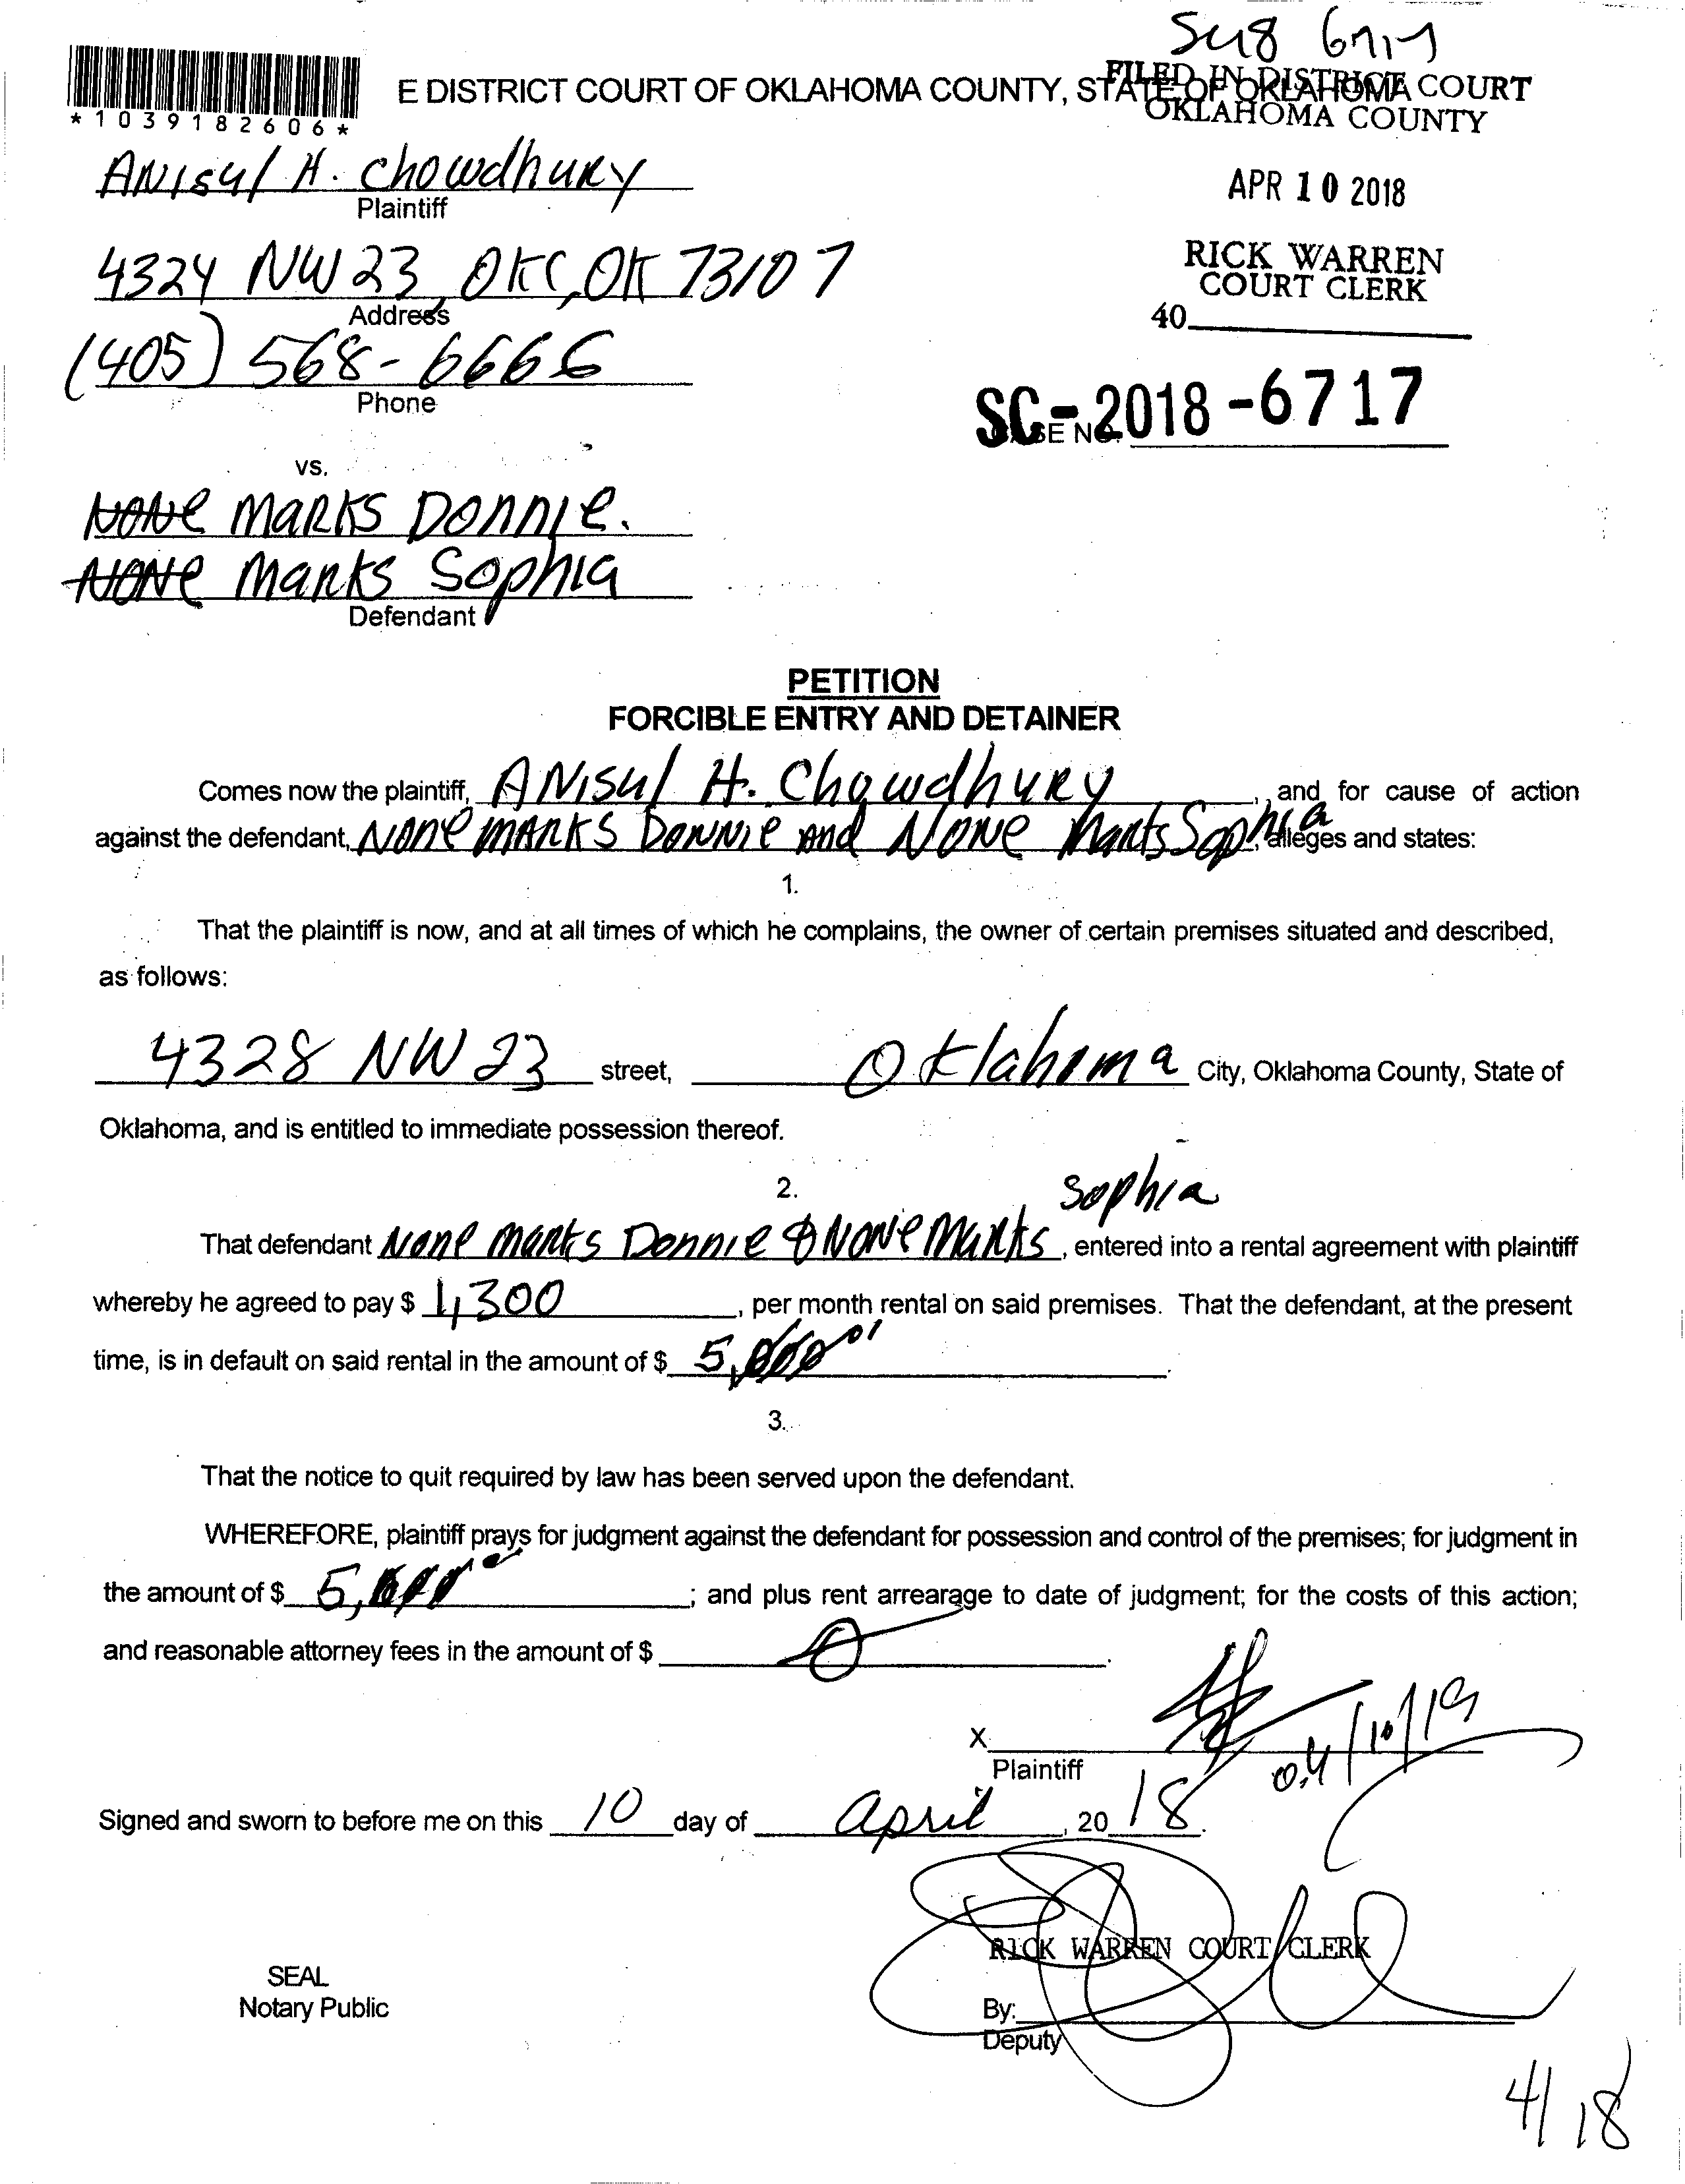 *1039182606*
E DISTRICT COURT OF OKLAHOMA COUNTY, STATE OF OKLAHOMA
FILED IN DISTRICT COURT
OKLAHOMA COUNTY
ANISUl H. Chowdhury
Plaintiff
APR 10 2018
4324 NW 23, OKC, OK 73107
Address
RICK WARREN
COURT CLERK
40
(405) 568-6666
Phone
SC-2018-6717
CASE NO.
vs.
NONe MARKS Donnie.
NONe Marks Sophia
Defendant
PETITION
FORCIBLE ENTRY AND DETAINER
Comes now the plaintiff, ANisul H. Chowdhury, and for cause of action
against the defendant, None MARKS Donnie and None Marks Sophia, alleges and states:
1.
That the plaintiff is now, and at all times of which he complains, the owner of certain premises situated and described,
as follows:
4328 NW 23 street, Oklahoma City, Oklahoma County, State of
Oklahoma, and is entitled to immediate possession thereof.
2.
Sophia
That defendant None Marks Donnie & None Marks, entered into a rental agreement with plaintiff
whereby he agreed to pay $ 1,300, per month rental on said premises. That the defendant, at the present
time, is in default on said rental in the amount of $ 5,000.
3.
That the notice to quit required by law has been served upon the defendant.
WHEREFORE, plaintiff prays for judgment against the defendant for possession and control of the premises; for judgment in
the amount of $ 5,000; and plus rent arrearage to date of judgment; for the costs of this action;
and reasonable attorney fees in the amount of $ 0.
X
04/10/19
Plaintiff
Signed and sworn to before me on this 10 day of April, 2018.
RICK WARREN COURT CLERK
SEAL
Notary Public
By:
Deputy
4/18